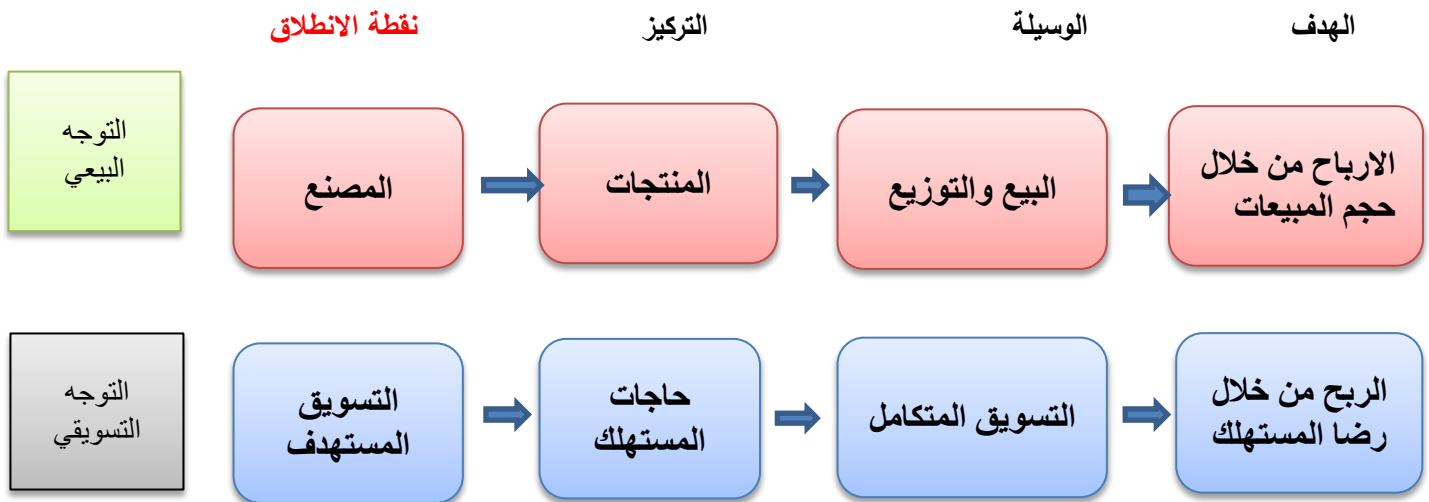 نقطة الانطلاق
التركيز
الوسيلة
الهدف
التوجه
البيعي
المصنع
المنتجات
البيع والتوزيع
الارباح من خلال
حجم المبيعات
التوجه
التسويقي
التسويق
المستهدف
حاجات
المستهلك
التسويق المتكامل
الربح من خلال
رضا المستهلك